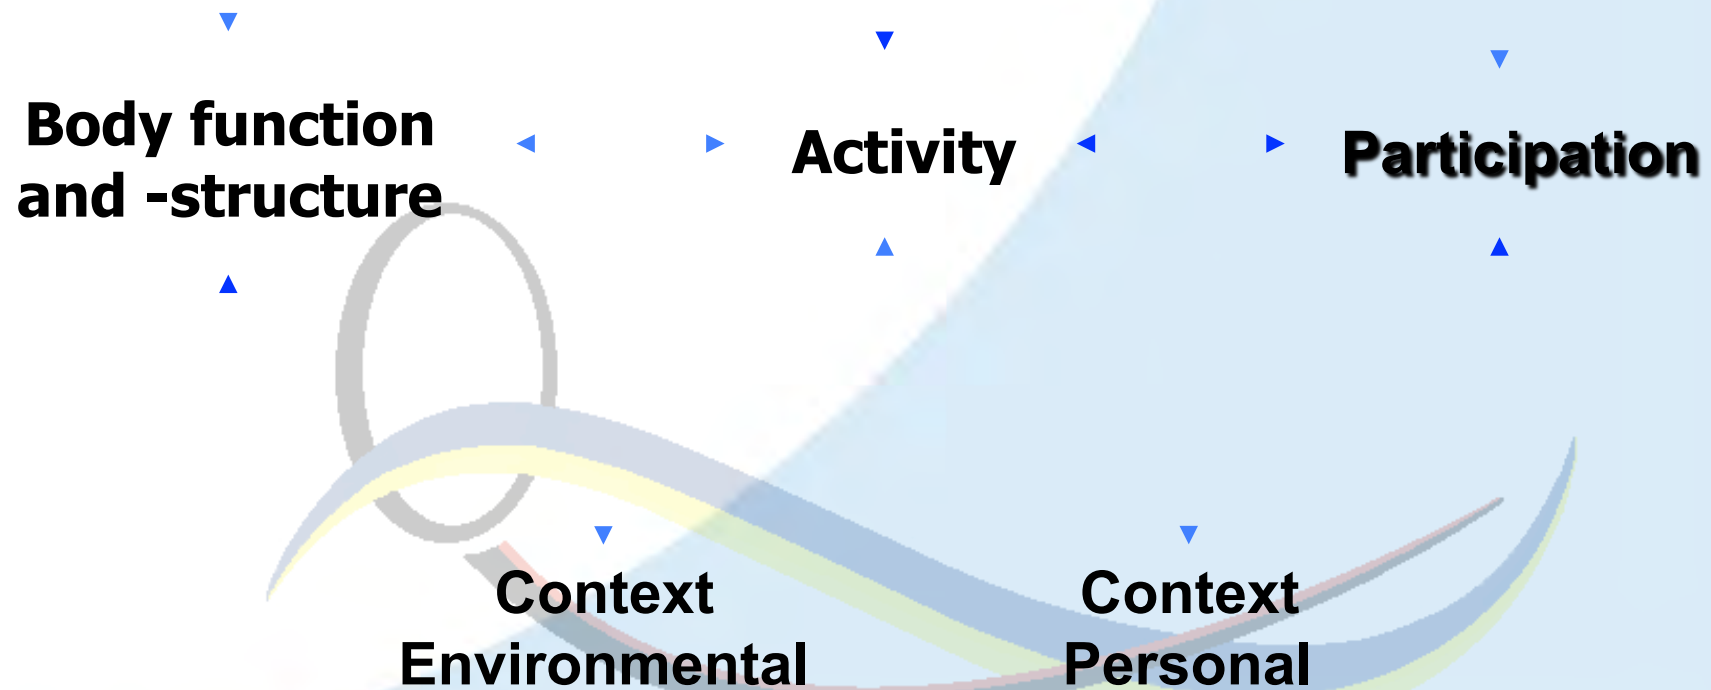 Body function
and -structure
Activity
Participation
Context
Environmental
Context
Personal